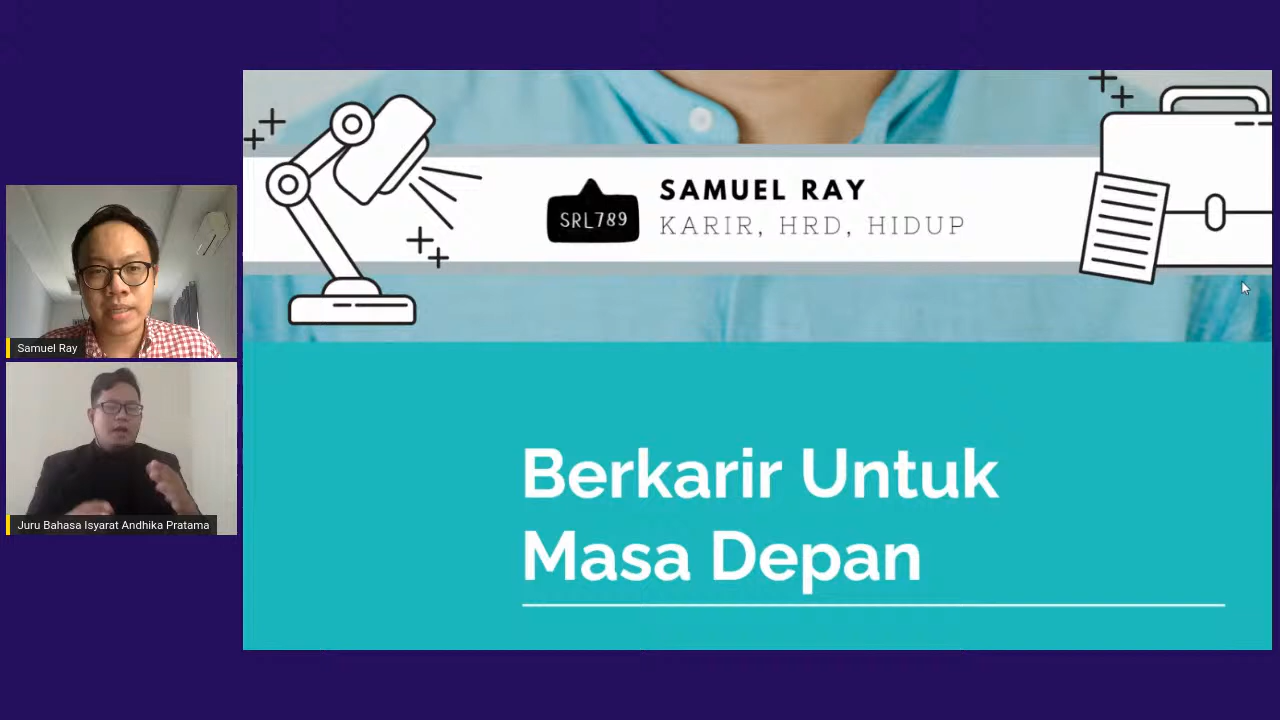 Samuel Ray
Juru Bahasa Isyarat Andhika Pratama
SRL789
SAMUEL RAY
KARIR, HRD, HIDUP
Berkarir Untuk
Masa Depan